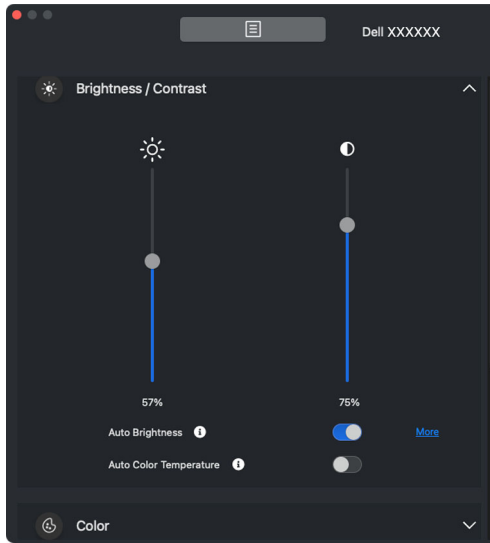 Dell XXXXXX
Brightness / Contrast
57% 75%
Auto Brightness More
Auto Color Temperature
Color